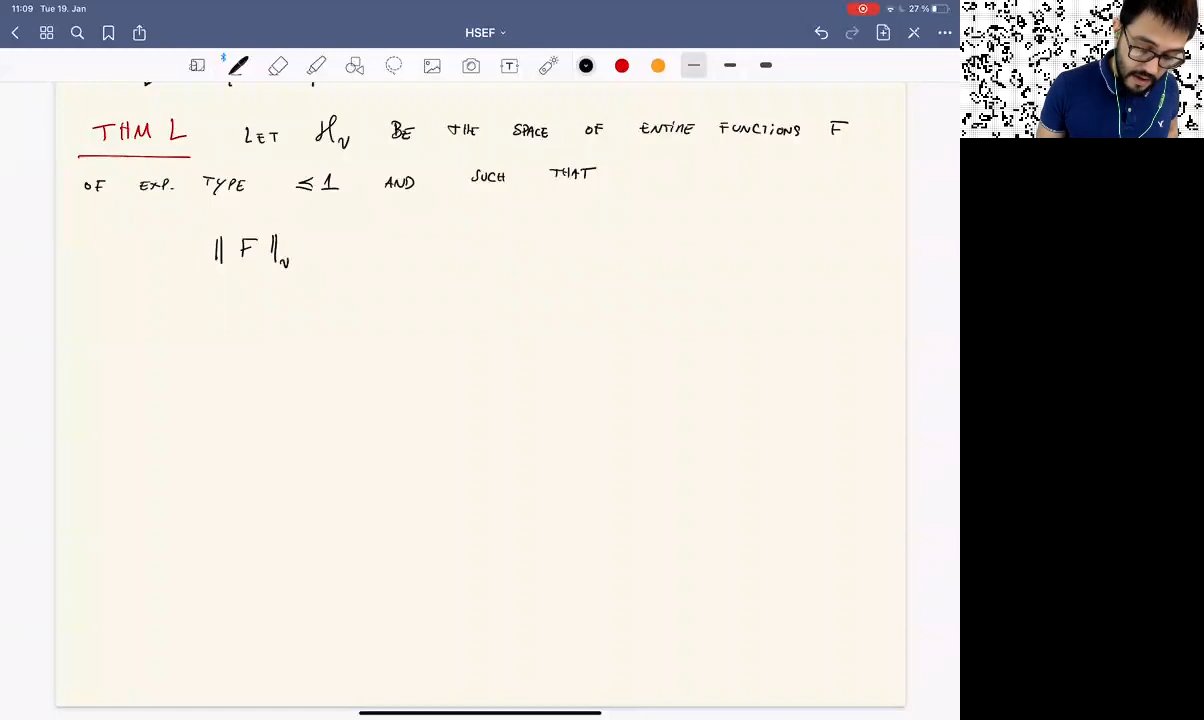 11:09 Tue 19. Jan
27 %
HSEF
THM L LET H_ν BE THE SPACE OF ENTIRE FUNCTIONS F
OF EXP. TYPE ≤ 1 AND SUCH THAT
‖ F ‖_ν